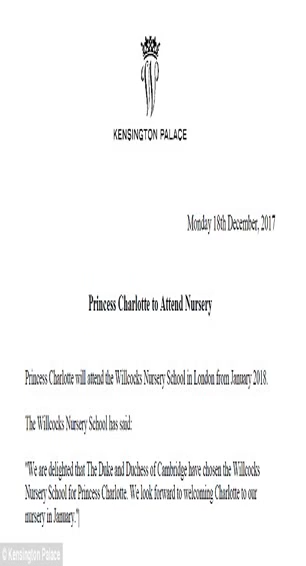 KENSINGTON PALACE
Monday 18th December, 2017
Princess Charlotte to Attend Nursery
Princess Charlotte will attend the Willcocks Nursery School in London from January 2018.
The Willcocks Nursery School has said:
"We are delighted that The Duke and Duchess of Cambridge have chosen the Willcocks
Nursery School for Princess Charlotte. We look forward to welcoming Charlotte to our
nursery in January."
© Kensington Palace